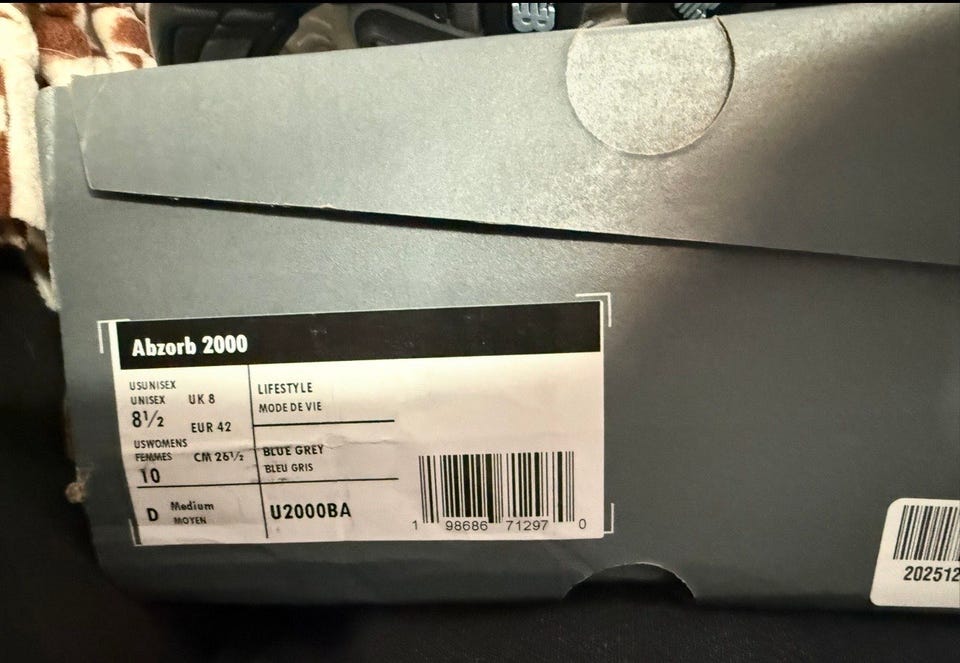 Abzorb 2000
USUNISEX
UNISEX
8½
UK 8
EUR 42
USWOMENS
FEMMES
10
CM 26½
D Medium
MOYEN
LIFESTYLE
MODE DE VIE
BLUE GREY
BLEU GRIS
U2000BA
1 98686 71297 0
202512